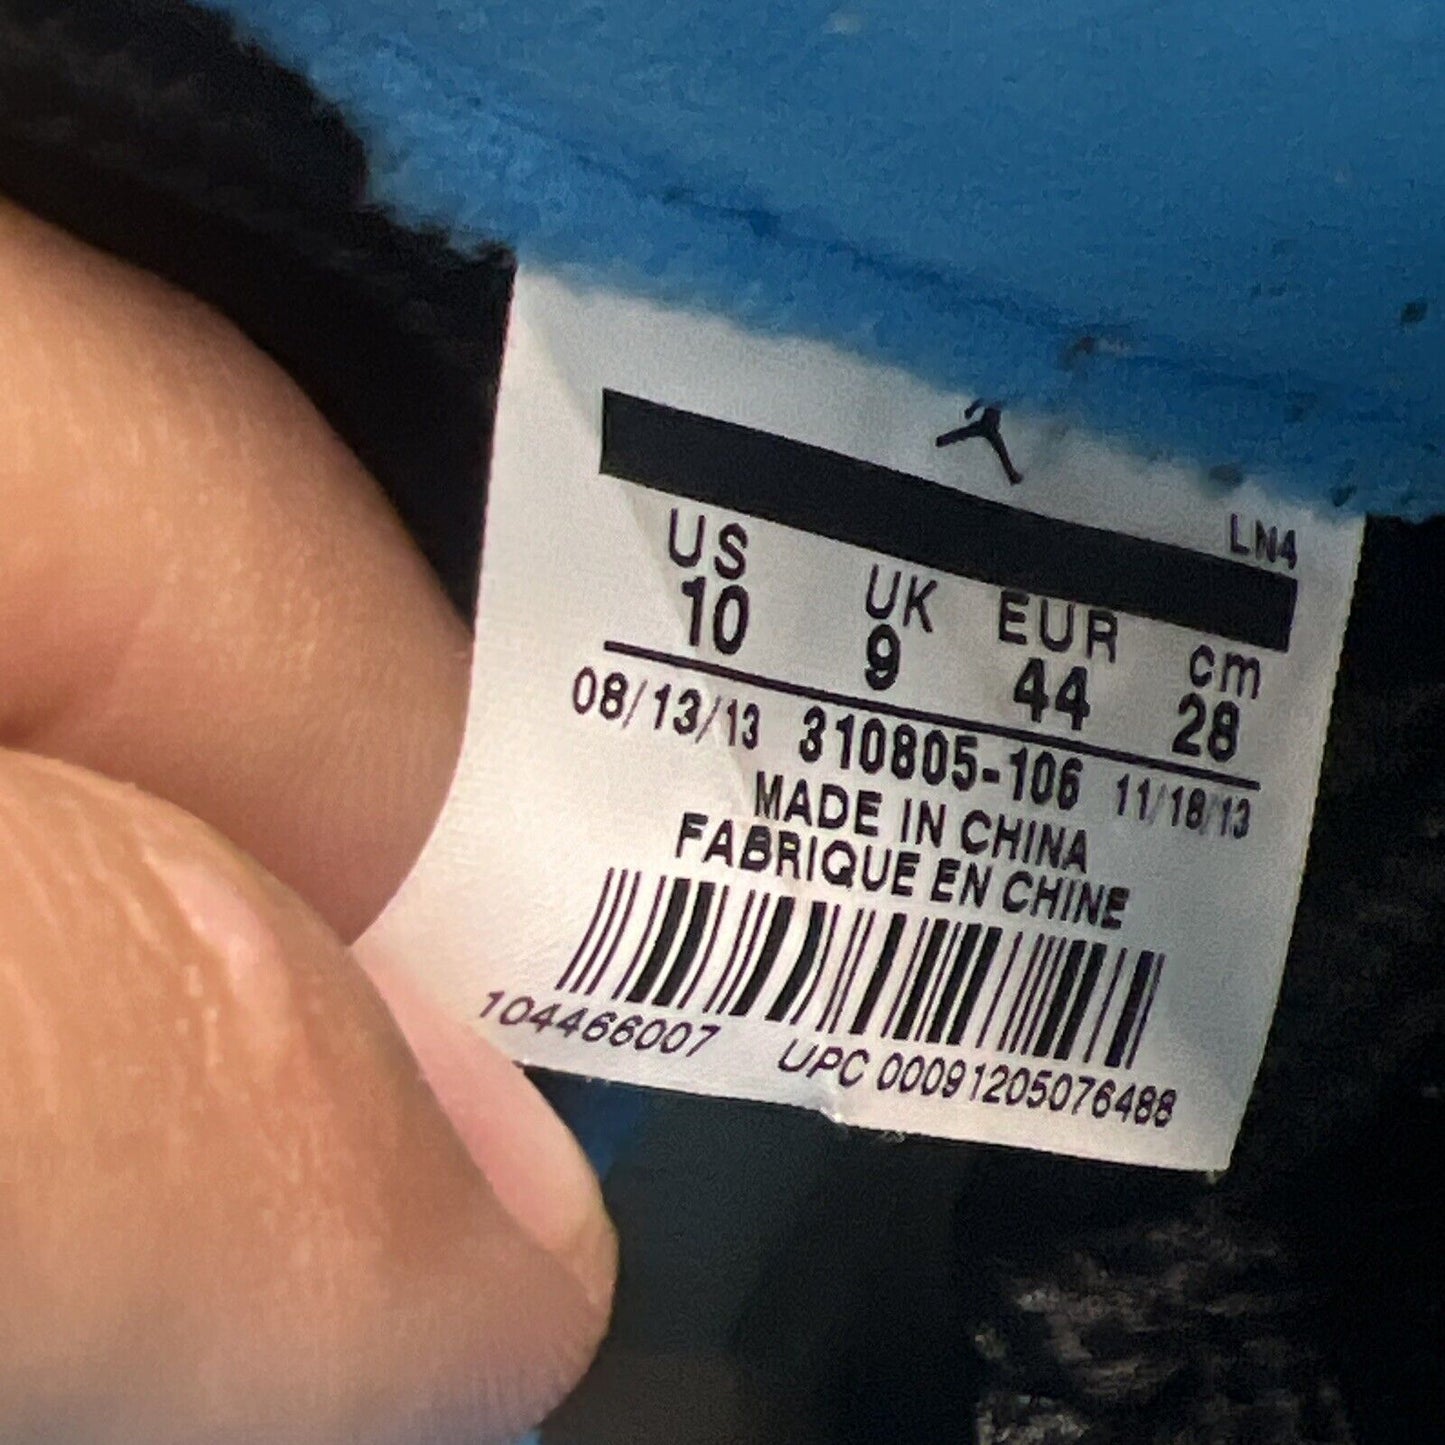 LN4
US UK EUR cm
10 9 44 28
08/13/13 310805-106 11/18/13
MADE IN CHINA
FABRIQUE EN CHINE
104466007 UPC 00091205076488